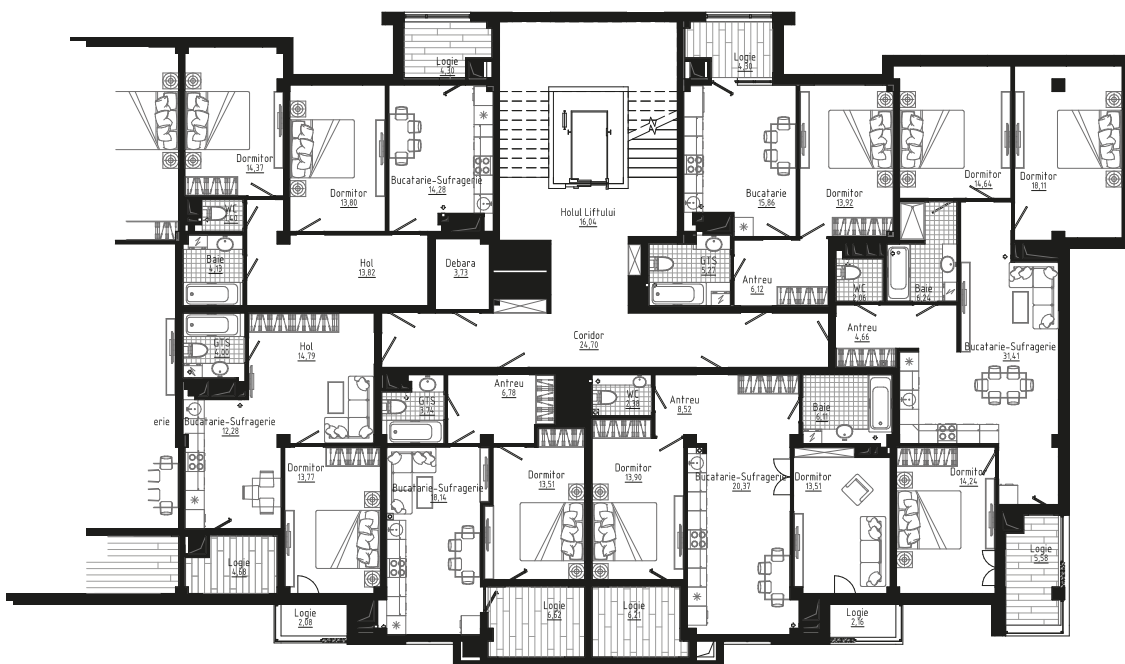 Logie
4,30
Logie
4,30
Dormitor
14,37
Dormitor
13,80
Bucatarie-Sufragerie
14,28
Bucatarie
15,86
Dormitor
13,92
Dormitor
14,64
Dormitor
18,11
WC
Holul Liftului
16,04
Baie
4,13
Hol
13,82
Debara
3,73
GTS
5,27
Antreu
6,12
WC
2,06
Baie
6,24
GTS
4,00
Hol
14,79
Coridor
24,70
Antreu
4,66
Bucatarie-Sufragerie
31,41
erie
Bucatarie-Sufragerie
12,28
GTS
3,74
Antreu
6,78
WC
2,38
Antreu
8,52
Baie
6,11
Dormitor
13,77
Bucatarie-Sufragerie
18,14
Dormitor
13,51
Dormitor
13,90
Bucatarie-Sufragerie
20,37
Dormitor
13,51
Dormitor
14,24
Logie
4,68
Logie
5,58
Logie
2,08
Logie
6,62
Logie
6,21
Logie
2,16